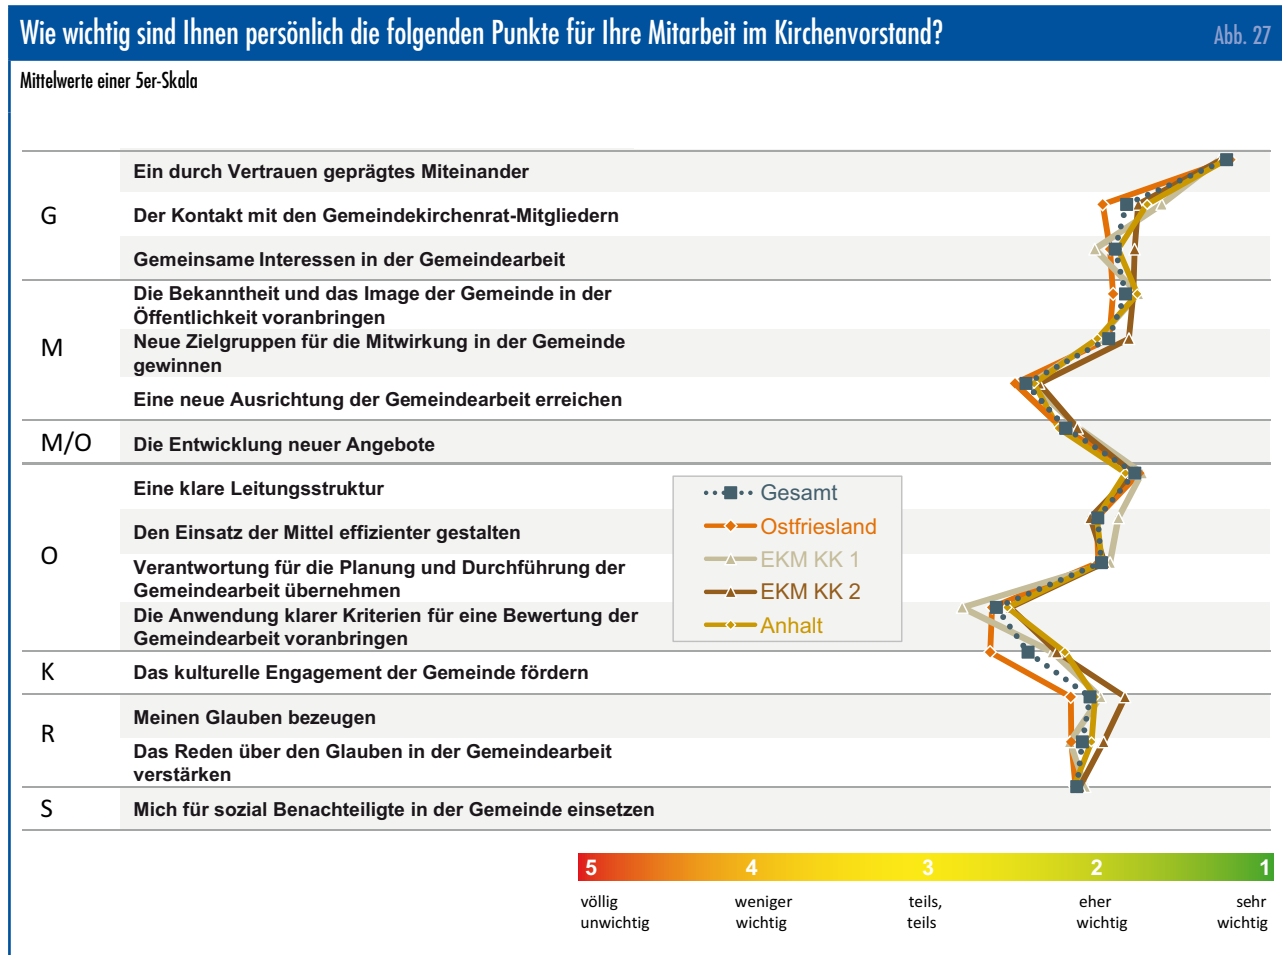 Wie wichtig sind Ihnen persönlich die folgenden Punkte für Ihre Mitarbeit im Kirchenvorstand?
Abb. 27
Mittelwerte einer 5er-Skala
G
Ein durch Vertrauen geprägtes Miteinander
Der Kontakt mit den Gemeindekirchenrat-Mitgliedern
Gemeinsame Interessen in der Gemeindearbeit
M
Die Bekanntheit und das Image der Gemeinde in der
Öffentlichkeit voranbringen
Neue Zielgruppen für die Mitwirkung in der Gemeinde
gewinnen
Eine neue Ausrichtung der Gemeindearbeit erreichen
M/O
Die Entwicklung neuer Angebote
O
Eine klare Leitungsstruktur
Den Einsatz der Mittel effizienter gestalten
Verantwortung für die Planung und Durchführung der
Gemeindearbeit übernehmen
Die Anwendung klarer Kriterien für eine Bewertung der
Gemeindearbeit voranbringen
K
Das kulturelle Engagement der Gemeinde fördern
R
Meinen Glauben bezeugen
Das Reden über den Glauben in der Gemeindearbeit
verstärken
S
Mich für sozial Benachteiligte in der Gemeinde einsetzen
Gesamt
Ostfriesland
EKM KK 1
EKM KK 2
Anhalt
5 4 3 2 1
völlig weniger teils, eher sehr
unwichtig wichtig teils wichtig wichtig